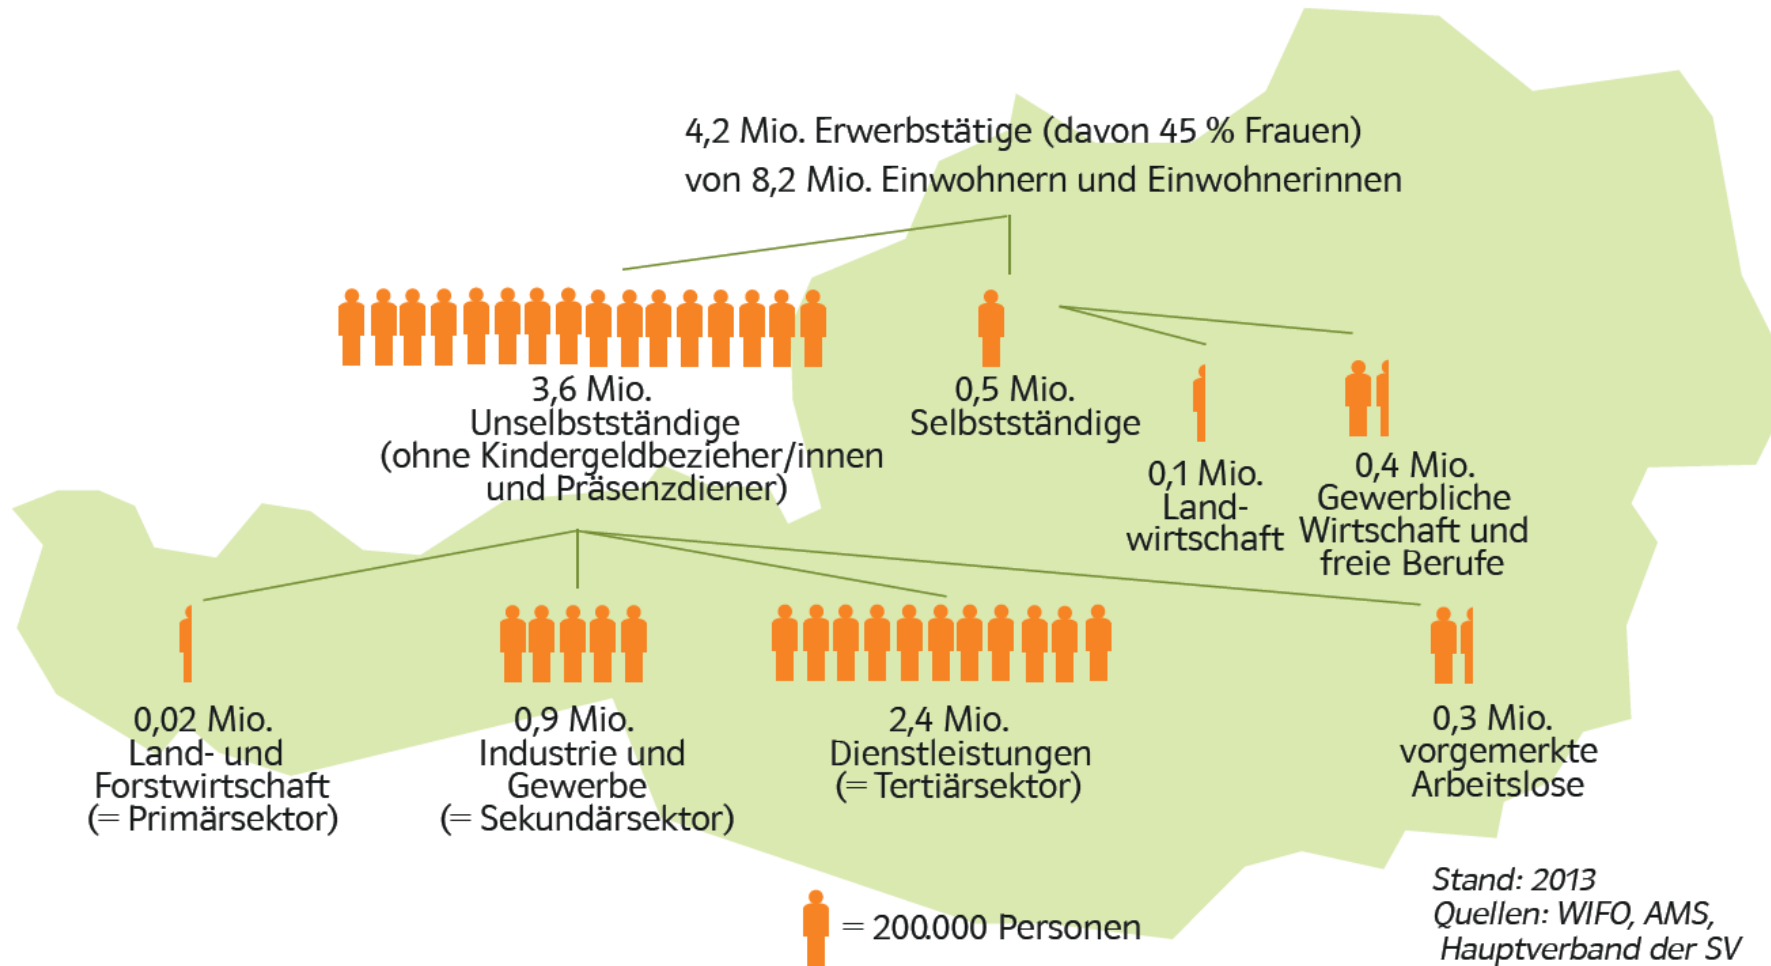 4,2 Mio. Erwerbstätige (davon 45 % Frauen)
von 8,2 Mio. Einwohnern und Einwohnerinnen
3,6 Mio.
Unselbstständige
(ohne Kindergeldbezieher/innen
und Präsenzdiener)
0,5 Mio.
Selbstständige
0,1 Mio.
Land-
wirtschaft
0,4 Mio.
Gewerbliche
Wirtschaft und
freie Berufe
0,02 Mio.
Land- und
Forstwirtschaft
(= Primärsektor)
0,9 Mio.
Industrie und
Gewerbe
(= Sekundärsektor)
2,4 Mio.
Dienstleistungen
(= Tertiärsektor)
0,3 Mio.
vorgemerkte
Arbeitslose
= 200.000 Personen
Stand: 2013
Quellen: WIFO, AMS,
Hauptverband der SV